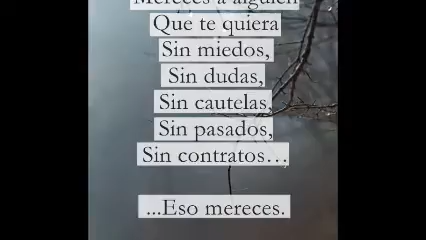 Mereces a alguien
Que te quiera
Sin miedos,
Sin dudas,
Sin cautelas,
Sin pasados,
Sin contratos…
...Eso mereces.